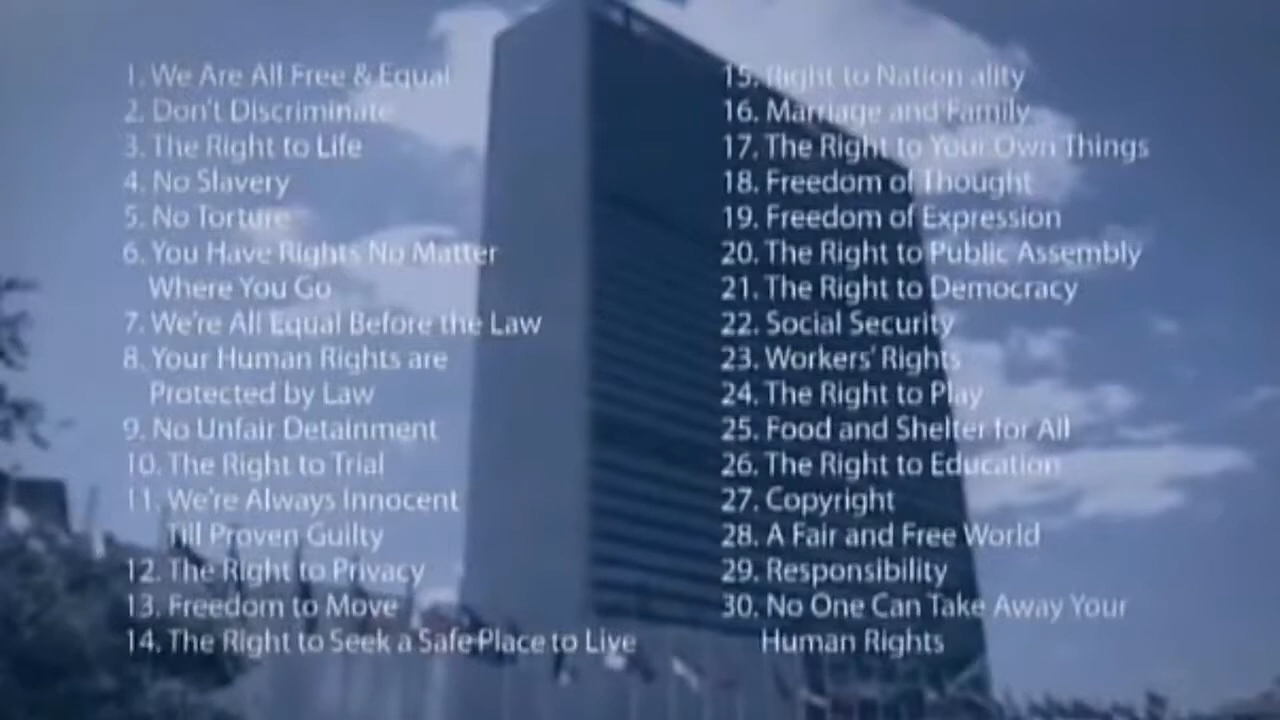 1. We Are All Free & Equal
2. Don't Discriminate
3. The Right to Life
4. No Slavery
5. No Torture
6. You Have Rights No Matter
Where You Go
7. We're All Equal Before the Law
8. Your Human Rights are
Protected by Law
9. No Unfair Detainment
10. The Right to Trial
11. We're Always Innocent
Till Proven Guilty
12. The Right to Privacy
13. Freedom to Move
14. The Right to Seek a Safe Place to Live
15. Right to Nation ality
16. Marriage and Family
17. The Right to Your Own Things
18. Freedom of Thought
19. Freedom of Expression
20. The Right to Public Assembly
21. The Right to Democracy
22. Social Security
23. Workers' Rights
24. The Right to Play
25. Food and Shelter for All
26. The Right to Education
27. Copyright
28. A Fair and Free World
29. Responsibility
30. No One Can Take Away Your
Human Rights